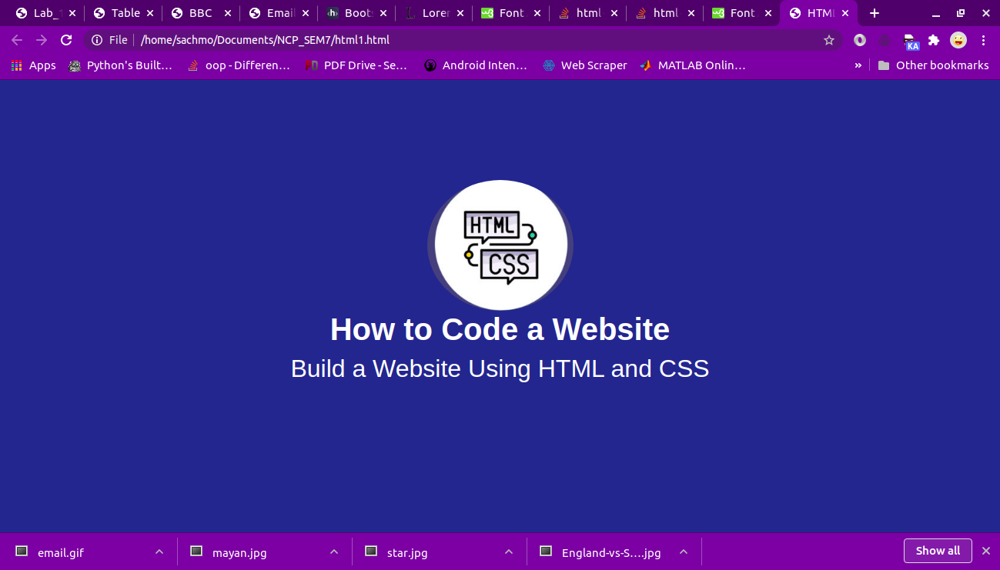 Lab_1
Table
BBC
Email
Boots
Loren
Font
html
html
Font
HTML
File
/home/sachmo/Documents/NCP_SEM7/html1.html
KA
Apps
Python's Built…
oop - Differen…
PDF Drive - Se…
Android Inten…
Web Scraper
MATLAB Onlin…
»
Other bookmarks
HTML
CSS
How to Code a Website
Build a Website Using HTML and CSS
email.gif
mayan.jpg
star.jpg
England-vs-S….jpg
Show all